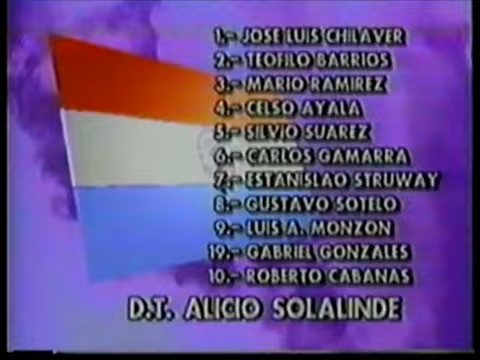 1.- JOSE LUIS CHILAVER
2.- TEOFILO BARRIOS
3.- MARIO RAMIREZ
4.- CELSO AYALA
5.- SILVIO SUAREZ
6.- CARLOS GAMARRA
7.- ESTANISLAO STRUWAY
8.- GUSTAVO SOTELO
9.- LUIS A. MONZON
19.- GABRIEL GONZALES
10.- ROBERTO CABANAS
D.T. ALICIO SOLALINDE